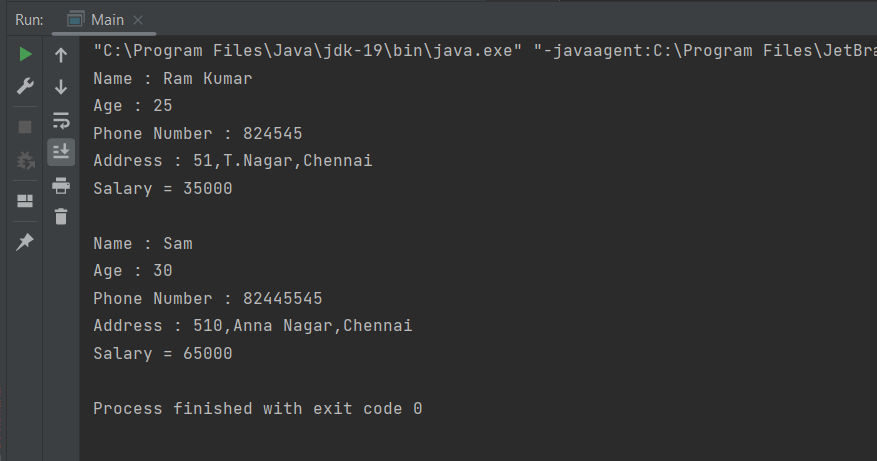 Run: Main
"C:\Program Files\Java\jdk-19\bin\java.exe" "-javaagent:C:\Program Files\JetBra
Name : Ram Kumar
Age : 25
Phone Number : 824545
Address : 51,T.Nagar,Chennai
Salary = 35000
Name : Sam
Age : 30
Phone Number : 82445545
Address : 510,Anna Nagar,Chennai
Salary = 65000
Process finished with exit code 0